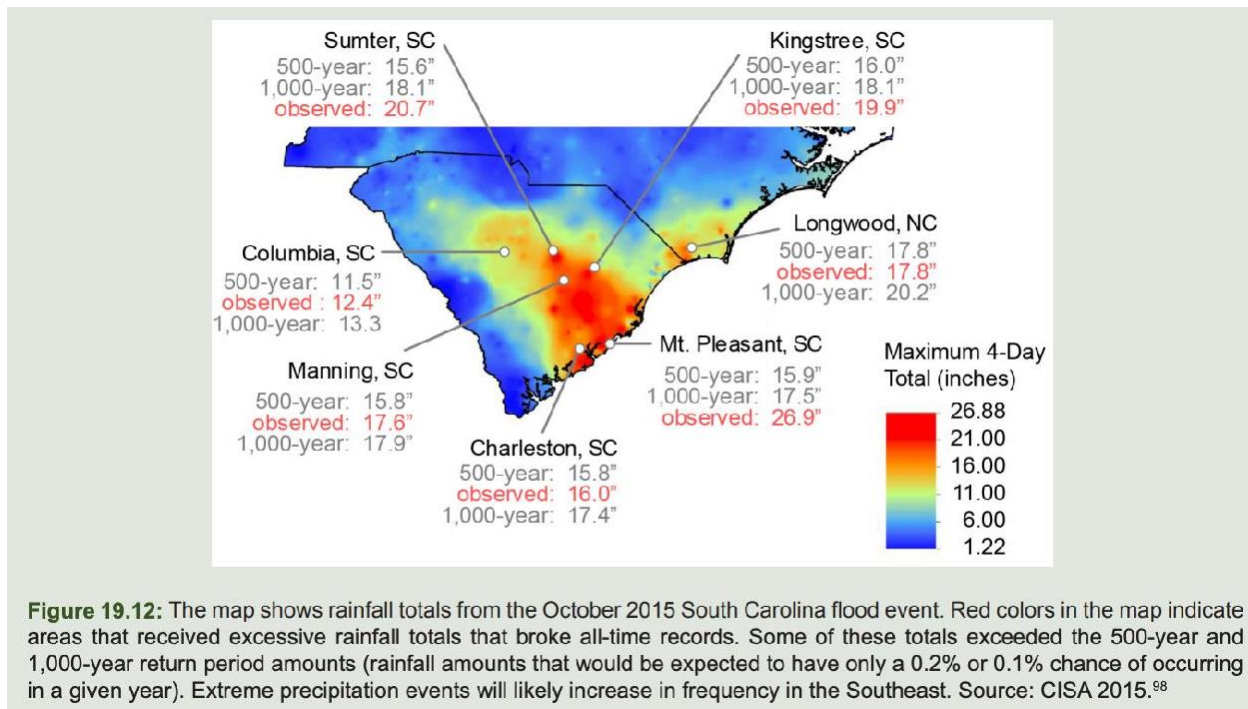 Sumter, SC
500-year: 15.6”
1,000-year: 18.1”
observed: 20.7”
Kingstree, SC
500-year: 16.0”
1,000-year: 18.1”
observed: 19.9”
Columbia, SC
500-year: 11.5”
observed : 12.4”
1,000-year: 13.3
Longwood, NC
500-year: 17.8”
observed: 17.8”
1,000-year: 20.2”
Manning, SC
500-year: 15.8”
observed: 17.6”
1,000-year: 17.9”
Mt. Pleasant, SC
500-year: 15.9”
1,000-year: 17.5”
observed: 26.9”
Charleston, SC
500-year: 15.8”
observed: 16.0”
1,000-year: 17.4”
Maximum 4-Day
Total (inches)
26.88
21.00
16.00
11.00
6.00
1.22
Figure 19.12: The map shows rainfall totals from the October 2015 South Carolina flood event. Red colors in the map indicate
areas that received excessive rainfall totals that broke all-time records. Some of these totals exceeded the 500-year and
1,000-year return period amounts (rainfall amounts that would be expected to have only a 0.2% or 0.1% chance of occurring
in a given year). Extreme precipitation events will likely increase in frequency in the Southeast. Source: CISA 2015.⁹⁸